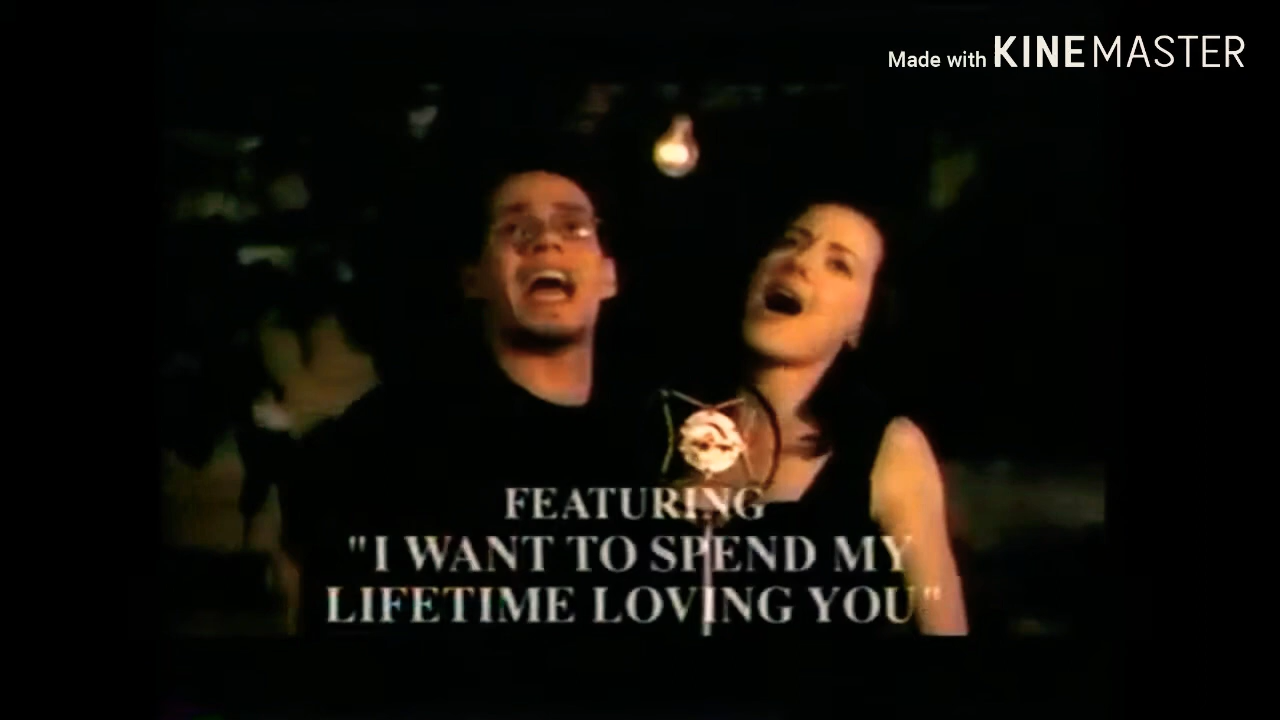 Made with KINEMASTER
FEATURING
"I WANT TO SPEND MY
LIFETIME LOVING YOU"